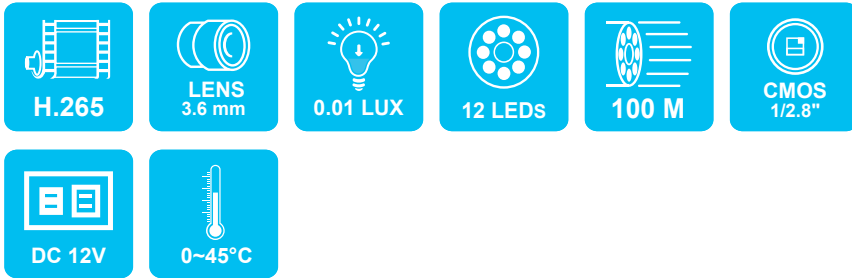 H.265
LENS
3.6 mm
0.01 LUX
12 LEDs
100 M
CMOS
1/2.8"
DC 12V
0~45°C